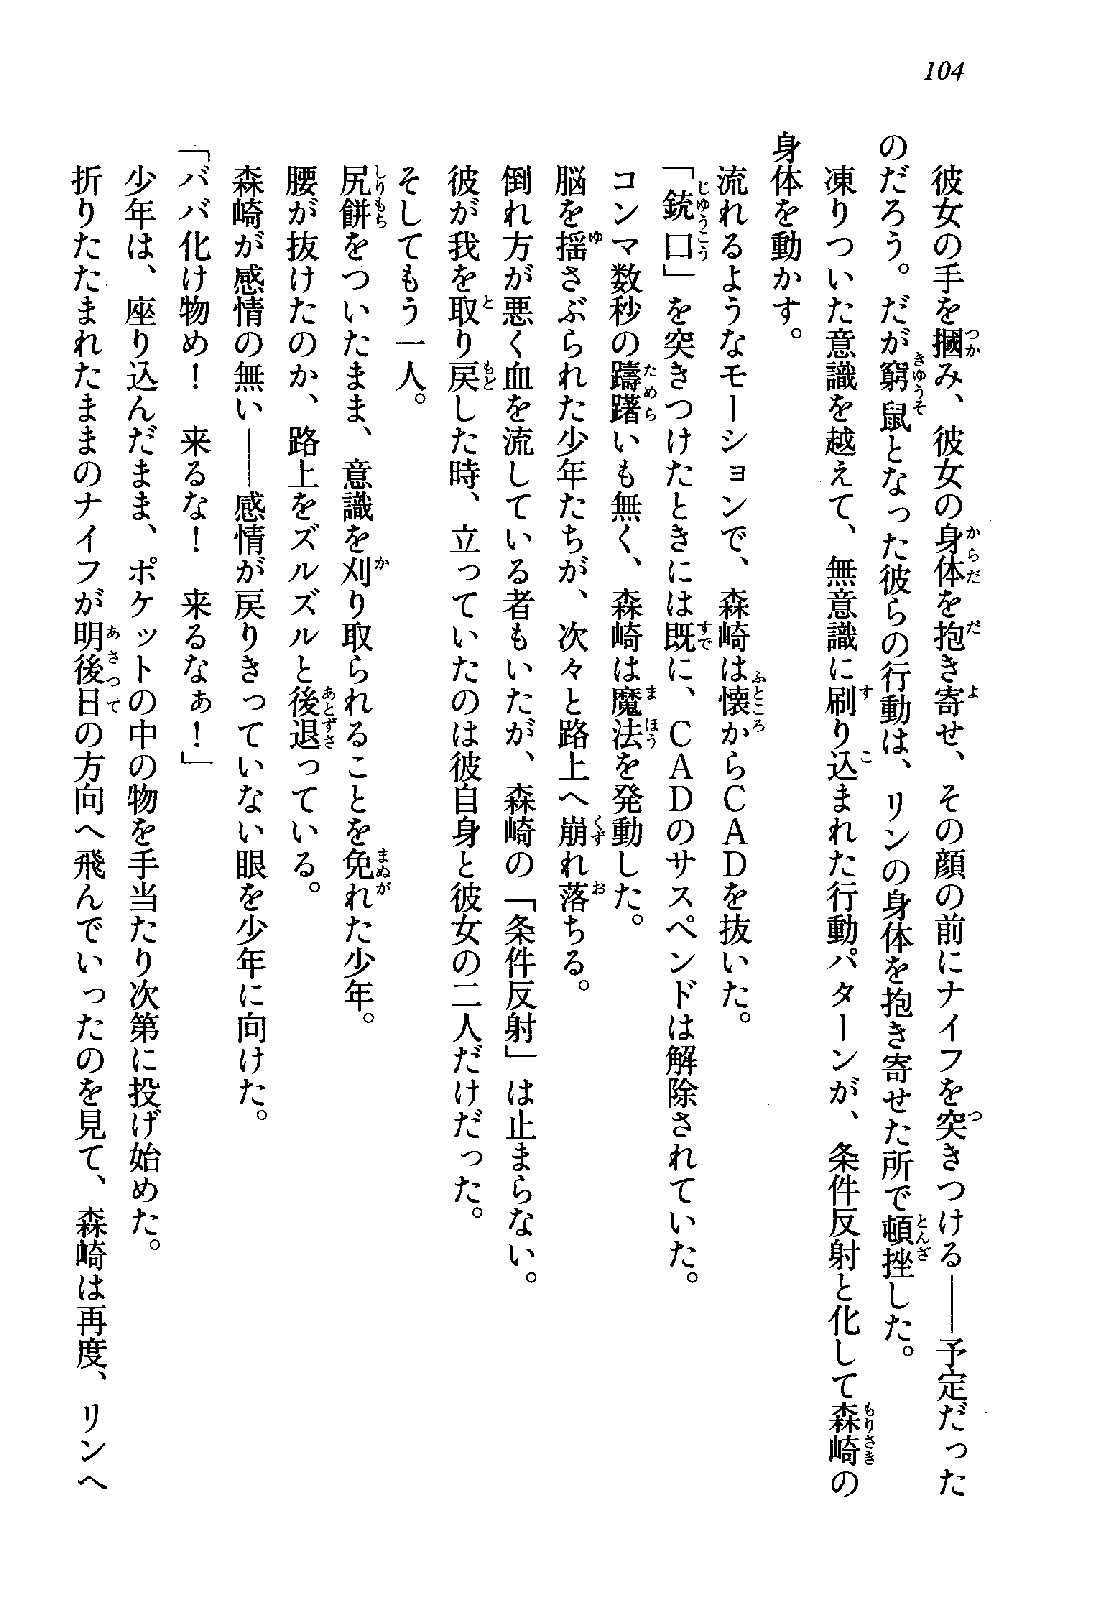 104
彼女の手を摑み、彼女の身体を抱き寄せ、その顔の前にナイフを突きつける――予定だった
のだろう。だが窮鼠となった彼らの行動は、リンの身体を抱き寄せた所で頓挫した。
凍りついた意識を越えて、無意識に刷り込まれた行動パターンが、条件反射と化して森崎の
身体を動かす。
流れるようなモーションで、森崎は懐からＣＡＤを抜いた。
「銃口」を突きつけたときには既に、ＣＡＤのサスペンドは解除されていた。
コンマ数秒の躊躇いも無く、森崎は魔法を発動した。
脳を揺さぶられた少年たちが、次々と路上へ崩れ落ちる。
倒れ方が悪く血を流している者もいたが、森崎の「条件反射」は止まらない。
彼が我を取り戻した時、立っていたのは彼自身と彼女の二人だけだった。
そしてもう一人。
尻餅をついたまま、意識を刈り取られることを免れた少年。
腰が抜けたのか、路上をズルズルと後退っている。
森崎が感情の無い――感情が戻りきっていない眼を少年に向けた。
「ババ化け物め！　来るな！　来るなぁ！」
少年は、座り込んだまま、ポケットの中の物を手当たり次第に投げ始めた。
折りたたまれたままのナイフが明後日の方向へ飛んでいったのを見て、森崎は再度、リンへ